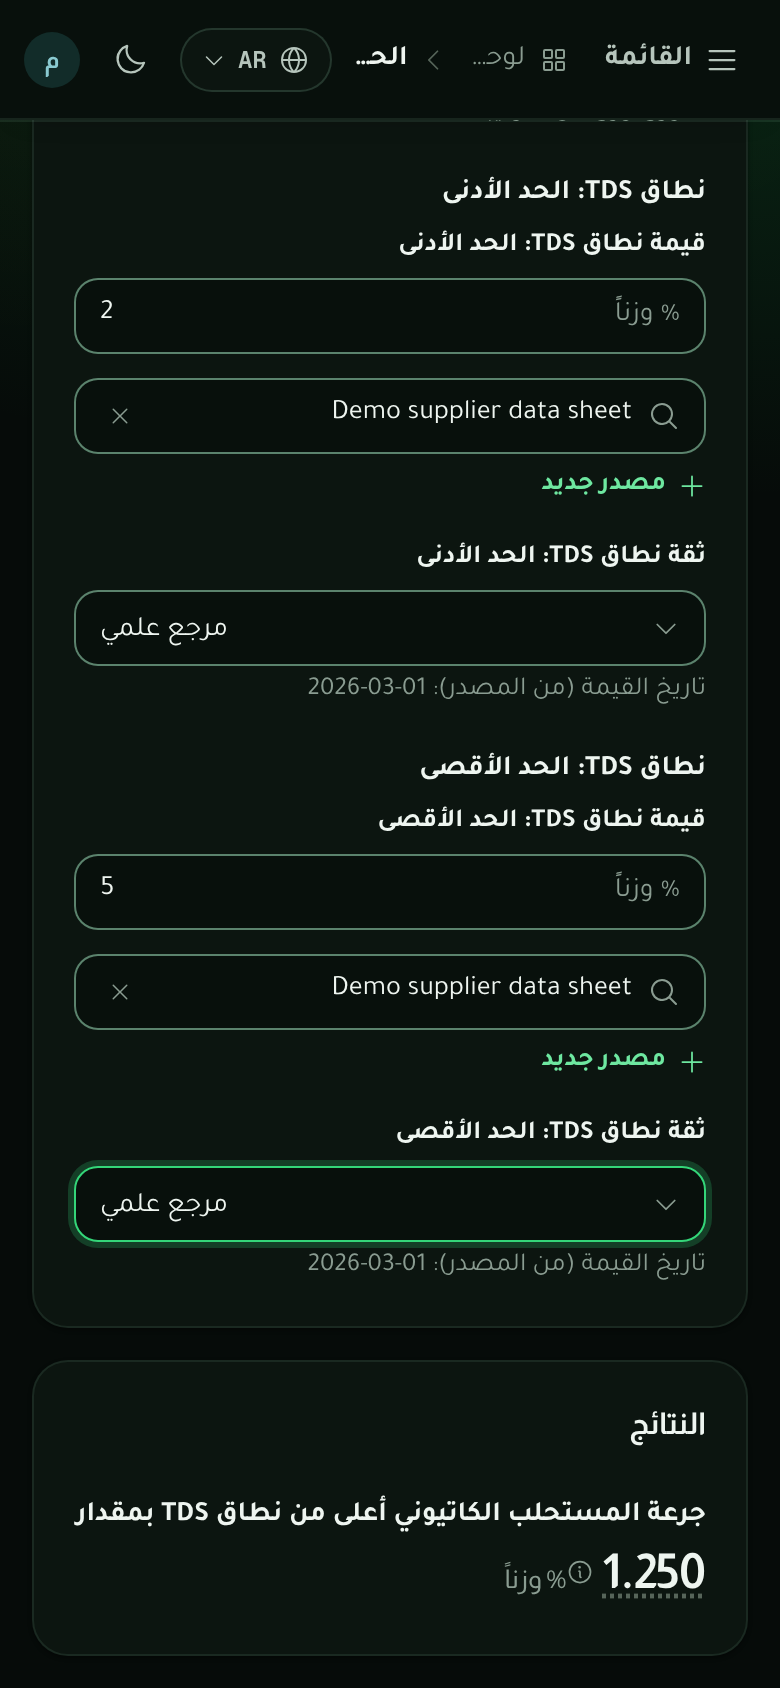 القائمة
لوحـ...
الحـ...
AR
م
نطاق TDS: الحد الأدنى
قيمة نطاق TDS: الحد الأدنى
% وزناً
2
Demo supplier data sheet
مصدر جديد
ثقة نطاق TDS: الحد الأدنى
مرجع علمي
تاريخ القيمة (من المصدر): 2026-03-01
نطاق TDS: الحد الأقصى
قيمة نطاق TDS: الحد الأقصى
% وزناً
5
Demo supplier data sheet
مصدر جديد
ثقة نطاق TDS: الحد الأقصى
مرجع علمي
تاريخ القيمة (من المصدر): 2026-03-01
النتائج
جرعة المستحلب الكاتيوني أعلى من نطاق TDS بمقدار
1.250 % وزناً